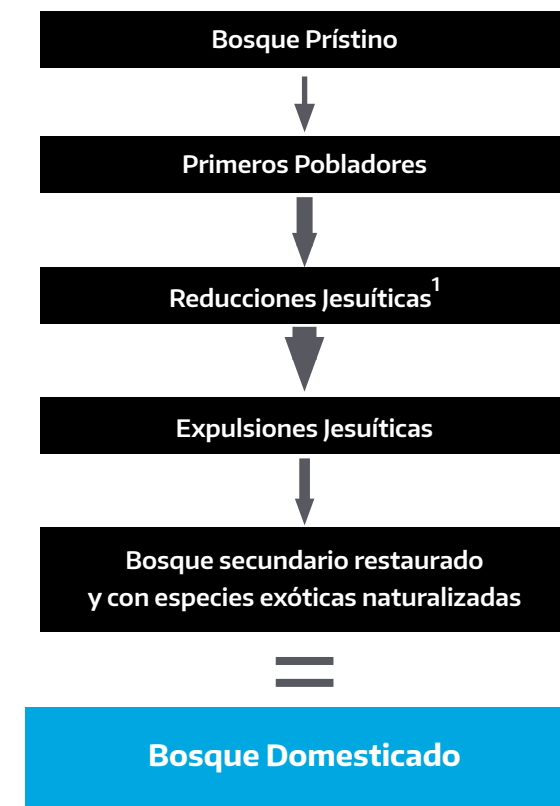 Bosque Prístino
Primeros Pobladores
Reducciones Jesuíticas¹
Expulsiones Jesuíticas
Bosque secundario restaurado
y con especies exóticas naturalizadas
=
Bosque Domesticado